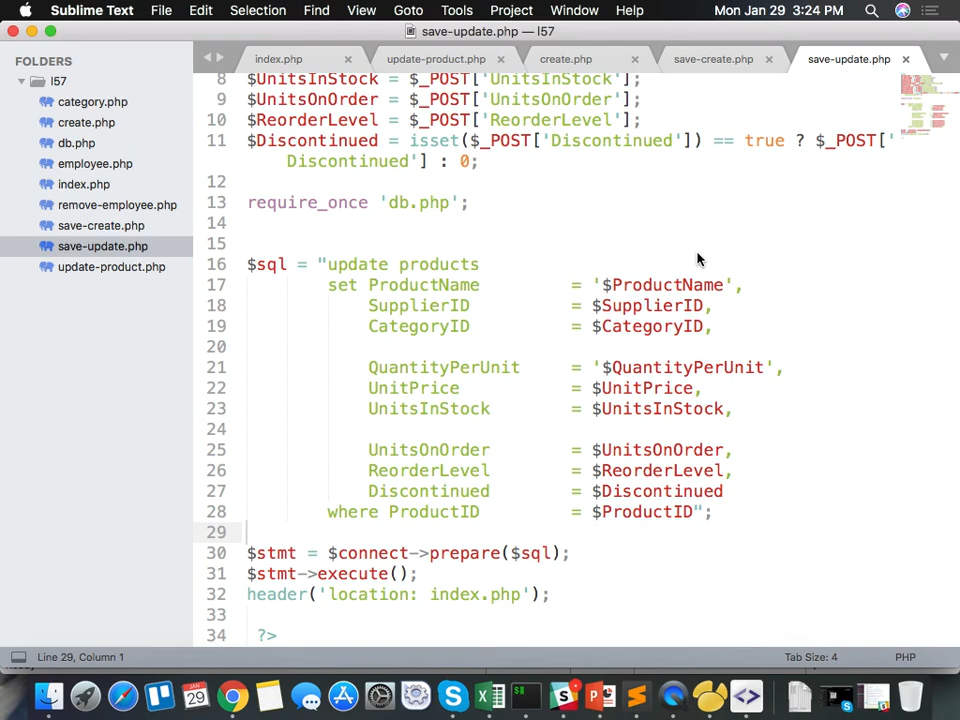 Sublime Text File Edit Selection Find View Goto Tools Project Window Help Mon Jan 29 3:24 PM
save-update.php — l57
FOLDERS
l57
category.php
create.php
db.php
employee.php
index.php
remove-employee.php
save-create.php
save-update.php
update-product.php
index.php × update-product.php × create.php × save-create.php × save-update.php ×
8 $UnitsInStock = $_POST['UnitsInStock'];
9 $UnitsOnOrder = $_POST['UnitsOnOrder'];
10 $ReorderLevel = $_POST['ReorderLevel'];
11 $Discontinued = isset($_POST['Discontinued']) == true ? $_POST['
Discontinued'] : 0;
12
13 require_once 'db.php';
14
15
16 $sql = "update products
17 set ProductName = '$ProductName',
18 SupplierID = $SupplierID,
19 CategoryID = $CategoryID,
20
21 QuantityPerUnit = '$QuantityPerUnit',
22 UnitPrice = $UnitPrice,
23 UnitsInStock = $UnitsInStock,
24
25 UnitsOnOrder = $UnitsOnOrder,
26 ReorderLevel = $ReorderLevel,
27 Discontinued = $Discontinued
28 where ProductID = $ProductID";
29
30 $stmt = $connect->prepare($sql);
31 $stmt->execute();
32 header('location: index.php');
33
34 ?>
Line 29, Column 1 Tab Size: 4 PHP